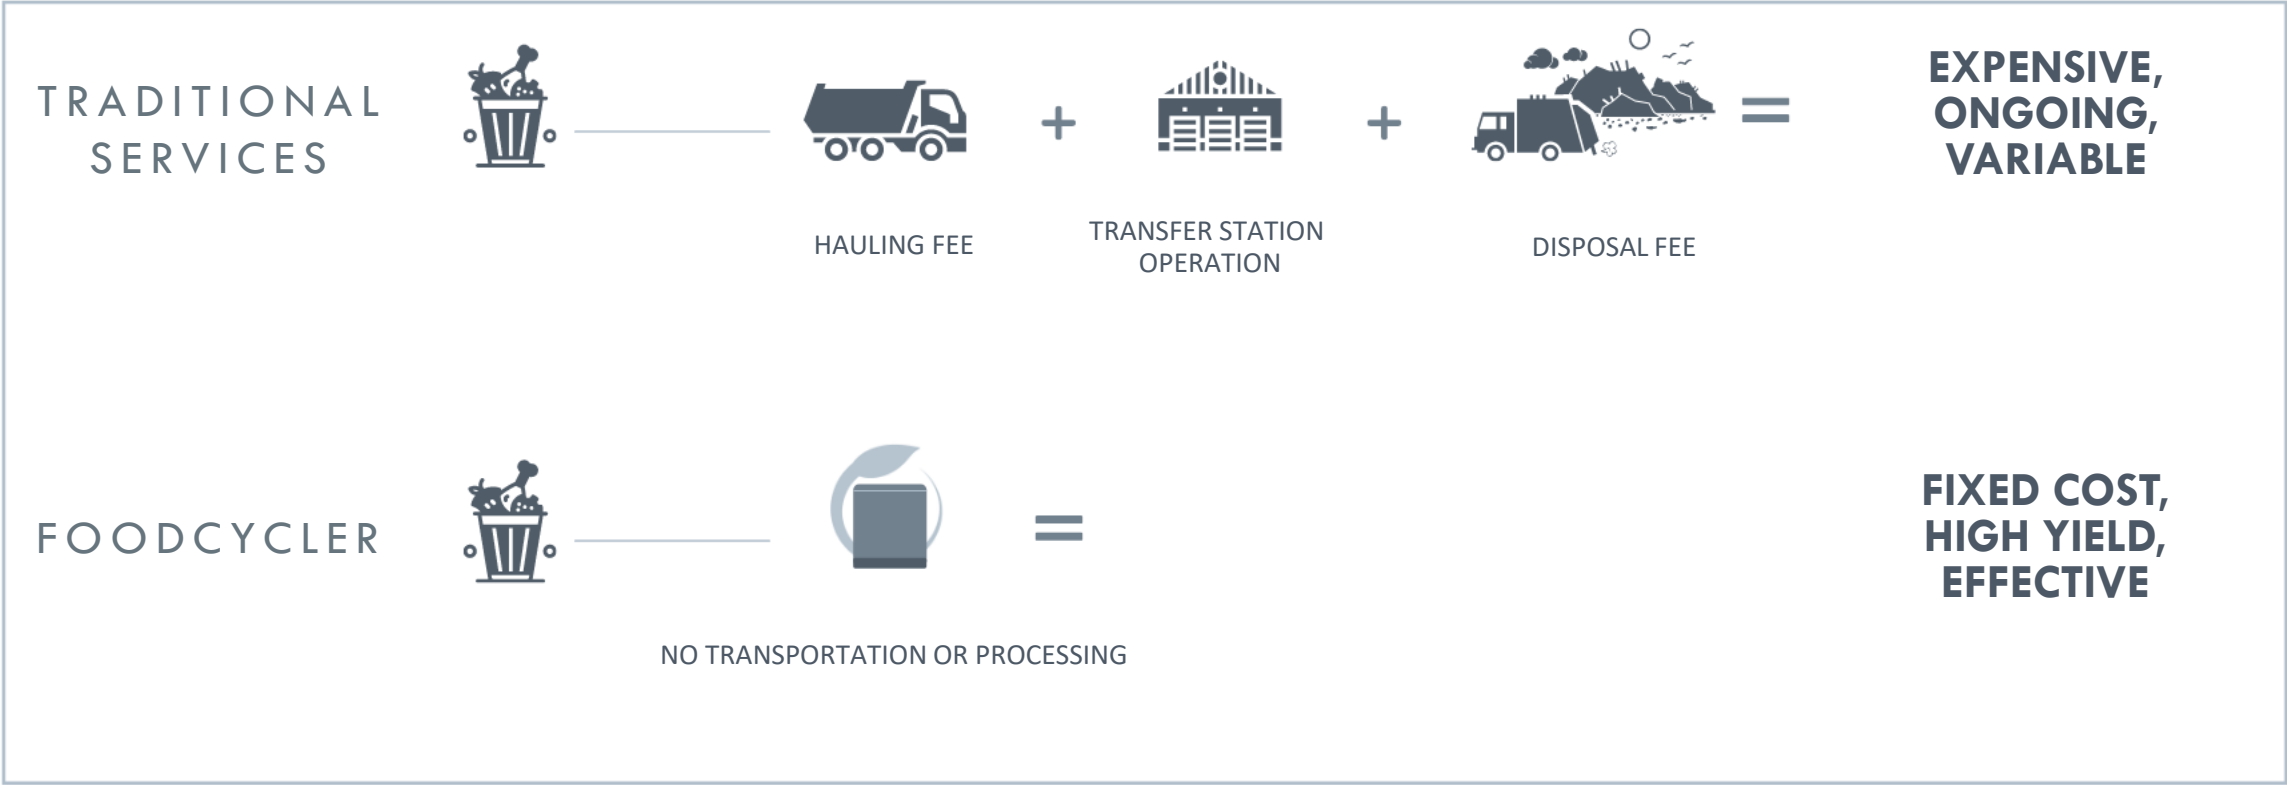 TRADITIONAL
SERVICES
EXPENSIVE,
ONGOING,
VARIABLE
HAULING FEE
TRANSFER STATION
OPERATION
DISPOSAL FEE
FOODCYCLER
FIXED COST,
HIGH YIELD,
EFFECTIVE
NO TRANSPORTATION OR PROCESSING